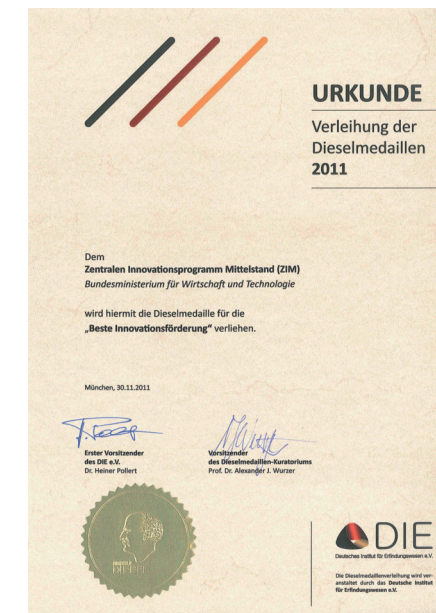 URKUNDE
Verleihung der
Dieselmedaillen
2011
Dem
Zentralen Innovationsprogramm Mittelstand (ZIM)
Bundesministerium für Wirtschaft und Technologie
wird hiermit die Dieselmedaille für die
„Beste Innovationsförderung" verliehen.
München, 30.11.2011
Erster Vorsitzender
des DIE e.V.
Dr. Heiner Pollert
Vorsitzender
des Dieselmedaillen-Kuratoriums
Prof. Dr. Alexander J. Wurzer
DIE
Deutsches Institut für Erfindungswesen e.V.
Die Dieselmedaillenverleihung wird ver-
anstaltet durch das Deutsche Institut
für Erfindungswesen e.V.